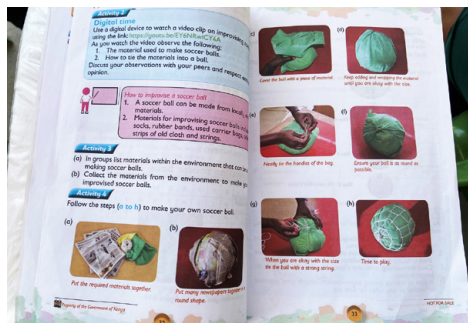 Activity 2
Digital time
Use a digital device to watch a video clip on improvising
using the link:
As you watch the video observe the following:
1. The material used to make soccer balls.
2. How to tie the materials into a ball.
Discuss your observations with your peers and respect
opinion.
How to improvise a soccer ball
1. A soccer ball can be made from
materials.
2. Materials for improvising soccer balls
socks, rubber bands, used carrier bags,
strips of old cloth and strings.
Activity 3
(a) In groups list materials within the environment that can
making soccer balls.
(b) Collect the materials from the environment to make
improvised soccer balls.
Activity 4
Follow the steps (a to h) to make your own soccer ball.
(a)
(b)
Put the required materials together.
Put many newspapers together
round shape.
Property of the Government of Kenya
(d)
Cover the ball with a piece of material.
Keep adding and wrapping the material
until you are okay with the size.
(e)
(f)
Neatly tie the handles of the bag.
Ensure your ball is as round as
possible.
(g)
(h)
When you are okay with the size
tie the ball with a strong string.
Time to play.
33
NOT FOR SALE